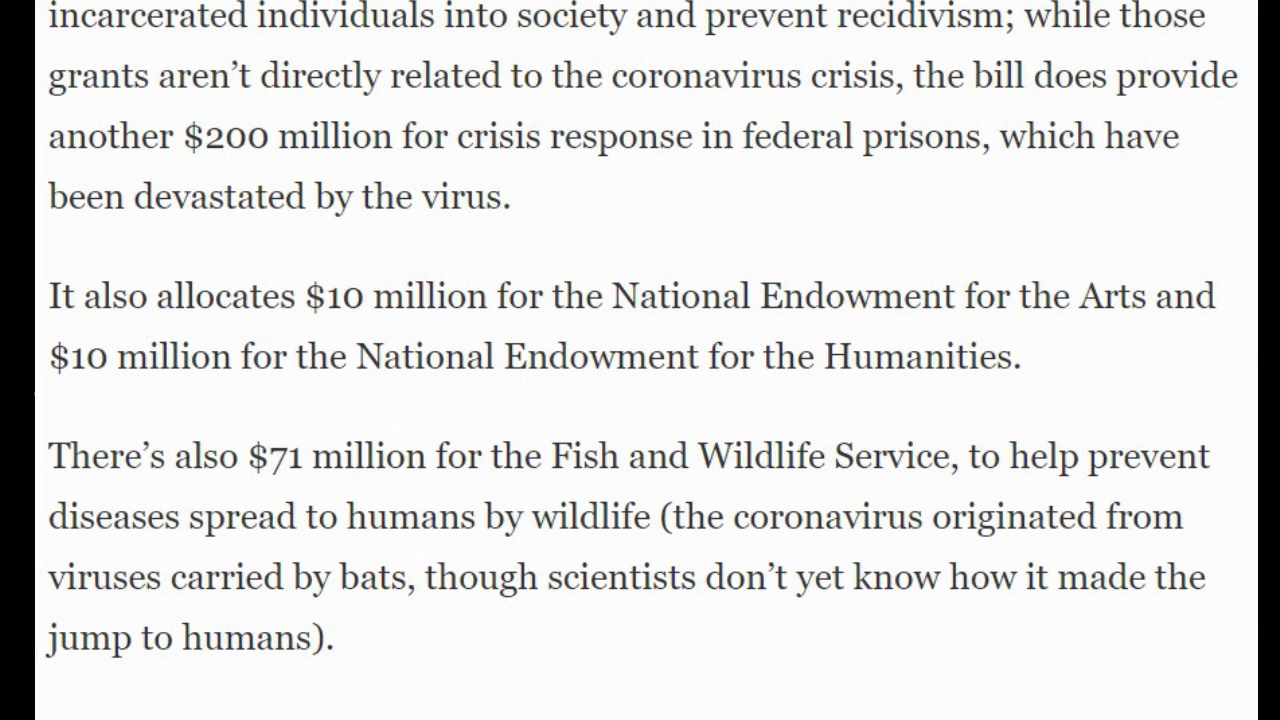 incarcerated individuals into society and prevent recidivism; while those
grants aren’t directly related to the coronavirus crisis, the bill does provide
another $200 million for crisis response in federal prisons, which have
been devastated by the virus.
It also allocates $10 million for the National Endowment for the Arts and
$10 million for the National Endowment for the Humanities.
There’s also $71 million for the Fish and Wildlife Service, to help prevent
diseases spread to humans by wildlife (the coronavirus originated from
viruses carried by bats, though scientists don’t yet know how it made the
jump to humans).